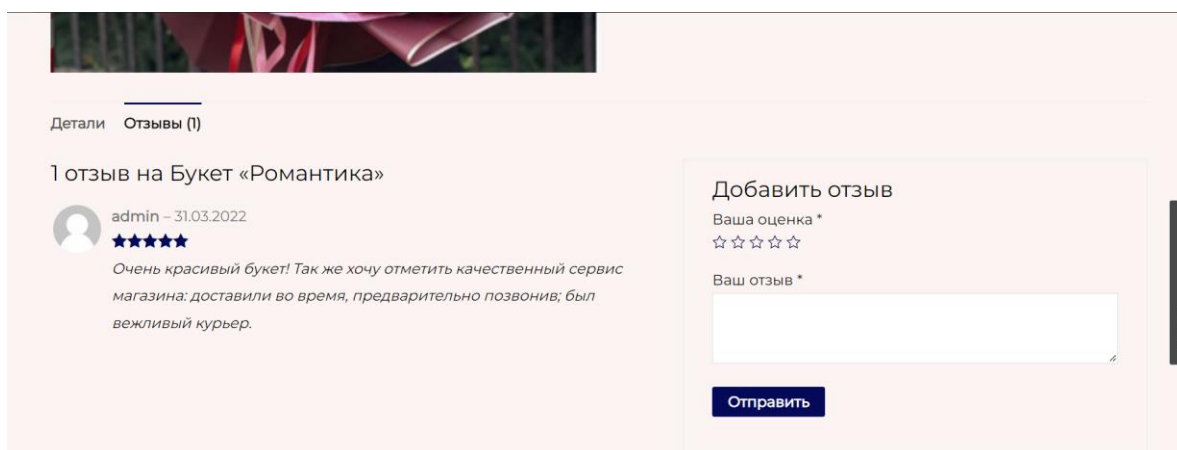 Детали Отзывы (1)
1 отзыв на Букет «Романтика»
admin – 31.03.2022
Очень красивый букет! Так же хочу отметить качественный сервис
магазина: доставили во время, предварительно позвонив; был
вежливый курьер.
Добавить отзыв
Ваша оценка *
Ваш отзыв *
Отправить